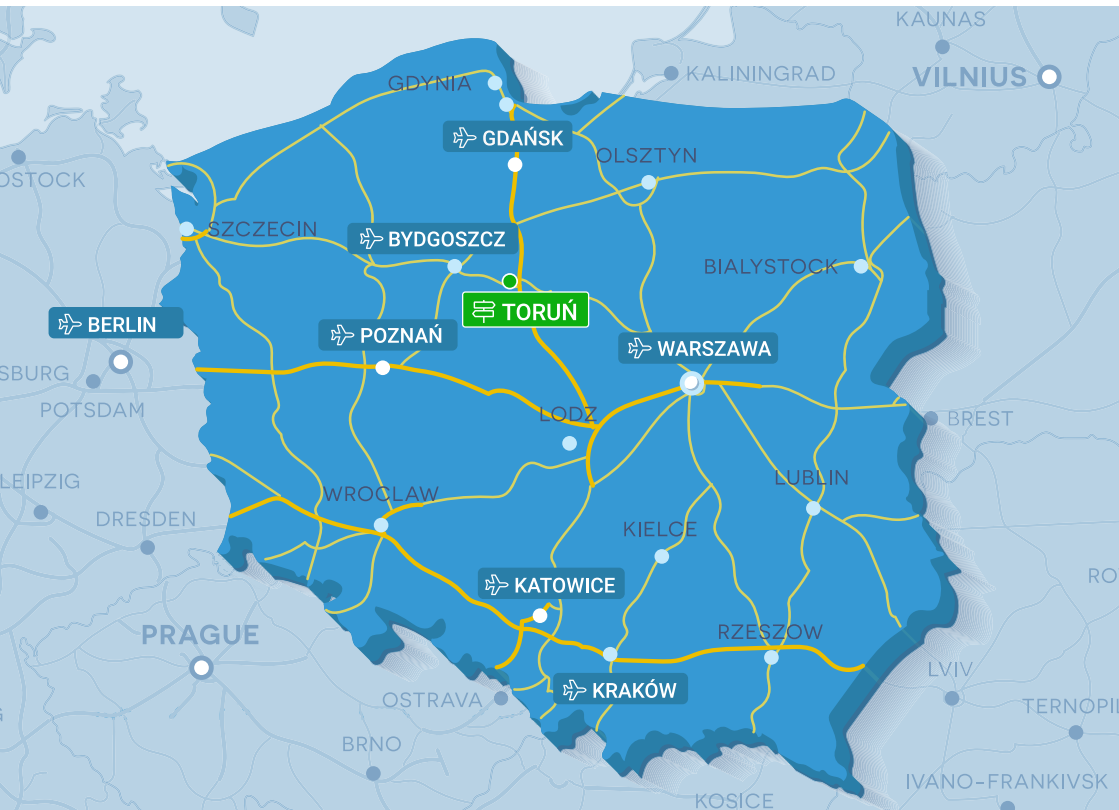 KAUNAS
VILNIUS
KALININGRAD
GDYNIA
GDAŃSK
OLSZTYN
OSTOCK
SZCZECIN
BYDGOSZCZ
BIALYSTOCK
TORUŃ
BERLIN
POZNAŃ
WARSZAWA
SBURG
POTSDAM
LODZ
BREST
LEIPZIG
WROCLAW
LUBLIN
DRESDEN
KIELCE
KATOWICE
RO
PRAGUE
RZESZOW
LVIV
KRAKÓW
OSTRAVA
TERNOPIL
BRNO
IVANO-FRANKIVSK
KOSICE